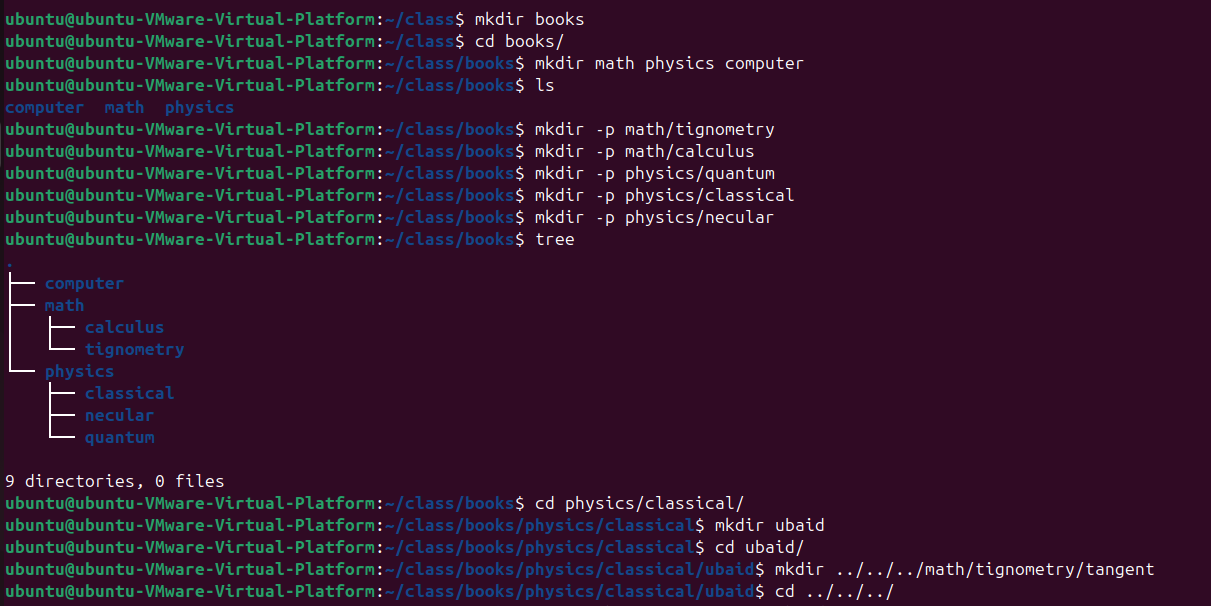 ubuntu@ubuntu-VMware-Virtual-Platform:~/class$ mkdir books
ubuntu@ubuntu-VMware-Virtual-Platform:~/class$ cd books/
ubuntu@ubuntu-VMware-Virtual-Platform:~/class/books$ mkdir math physics computer
ubuntu@ubuntu-VMware-Virtual-Platform:~/class/books$ ls
computer  math  physics
ubuntu@ubuntu-VMware-Virtual-Platform:~/class/books$ mkdir -p math/tignometry
ubuntu@ubuntu-VMware-Virtual-Platform:~/class/books$ mkdir -p math/calculus
ubuntu@ubuntu-VMware-Virtual-Platform:~/class/books$ mkdir -p physics/quantum
ubuntu@ubuntu-VMware-Virtual-Platform:~/class/books$ mkdir -p physics/classical
ubuntu@ubuntu-VMware-Virtual-Platform:~/class/books$ mkdir -p physics/necular
ubuntu@ubuntu-VMware-Virtual-Platform:~/class/books$ tree
.
├── computer
├── math
│   ├── calculus
│   └── tignometry
└── physics
    ├── classical
    ├── necular
    └── quantum
9 directories, 0 files
ubuntu@ubuntu-VMware-Virtual-Platform:~/class/books$ cd physics/classical/
ubuntu@ubuntu-VMware-Virtual-Platform:~/class/books/physics/classical$ mkdir ubaid
ubuntu@ubuntu-VMware-Virtual-Platform:~/class/books/physics/classical$ cd ubaid/
ubuntu@ubuntu-VMware-Virtual-Platform:~/class/books/physics/classical/ubaid$ mkdir ../../../math/tignometry/tangent
ubuntu@ubuntu-VMware-Virtual-Platform:~/class/books/physics/classical/ubaid$ cd ../../../